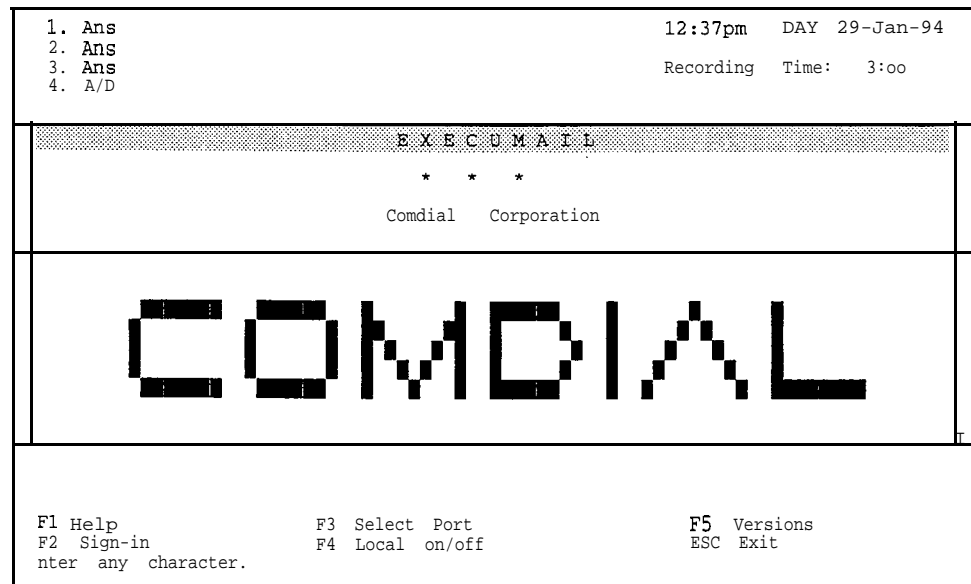 1. Ans 12:37pm DAY 29-Jan-94
2. Ans
3. Ans Recording Time: 3:oo
4. A/D
EXECUMAIL
* * *
Comdial Corporation
COMDIAL
F1 Help F3 Select Port F5 Versions
F2 Sign-in F4 Local on/off ESC Exit
nter any character.